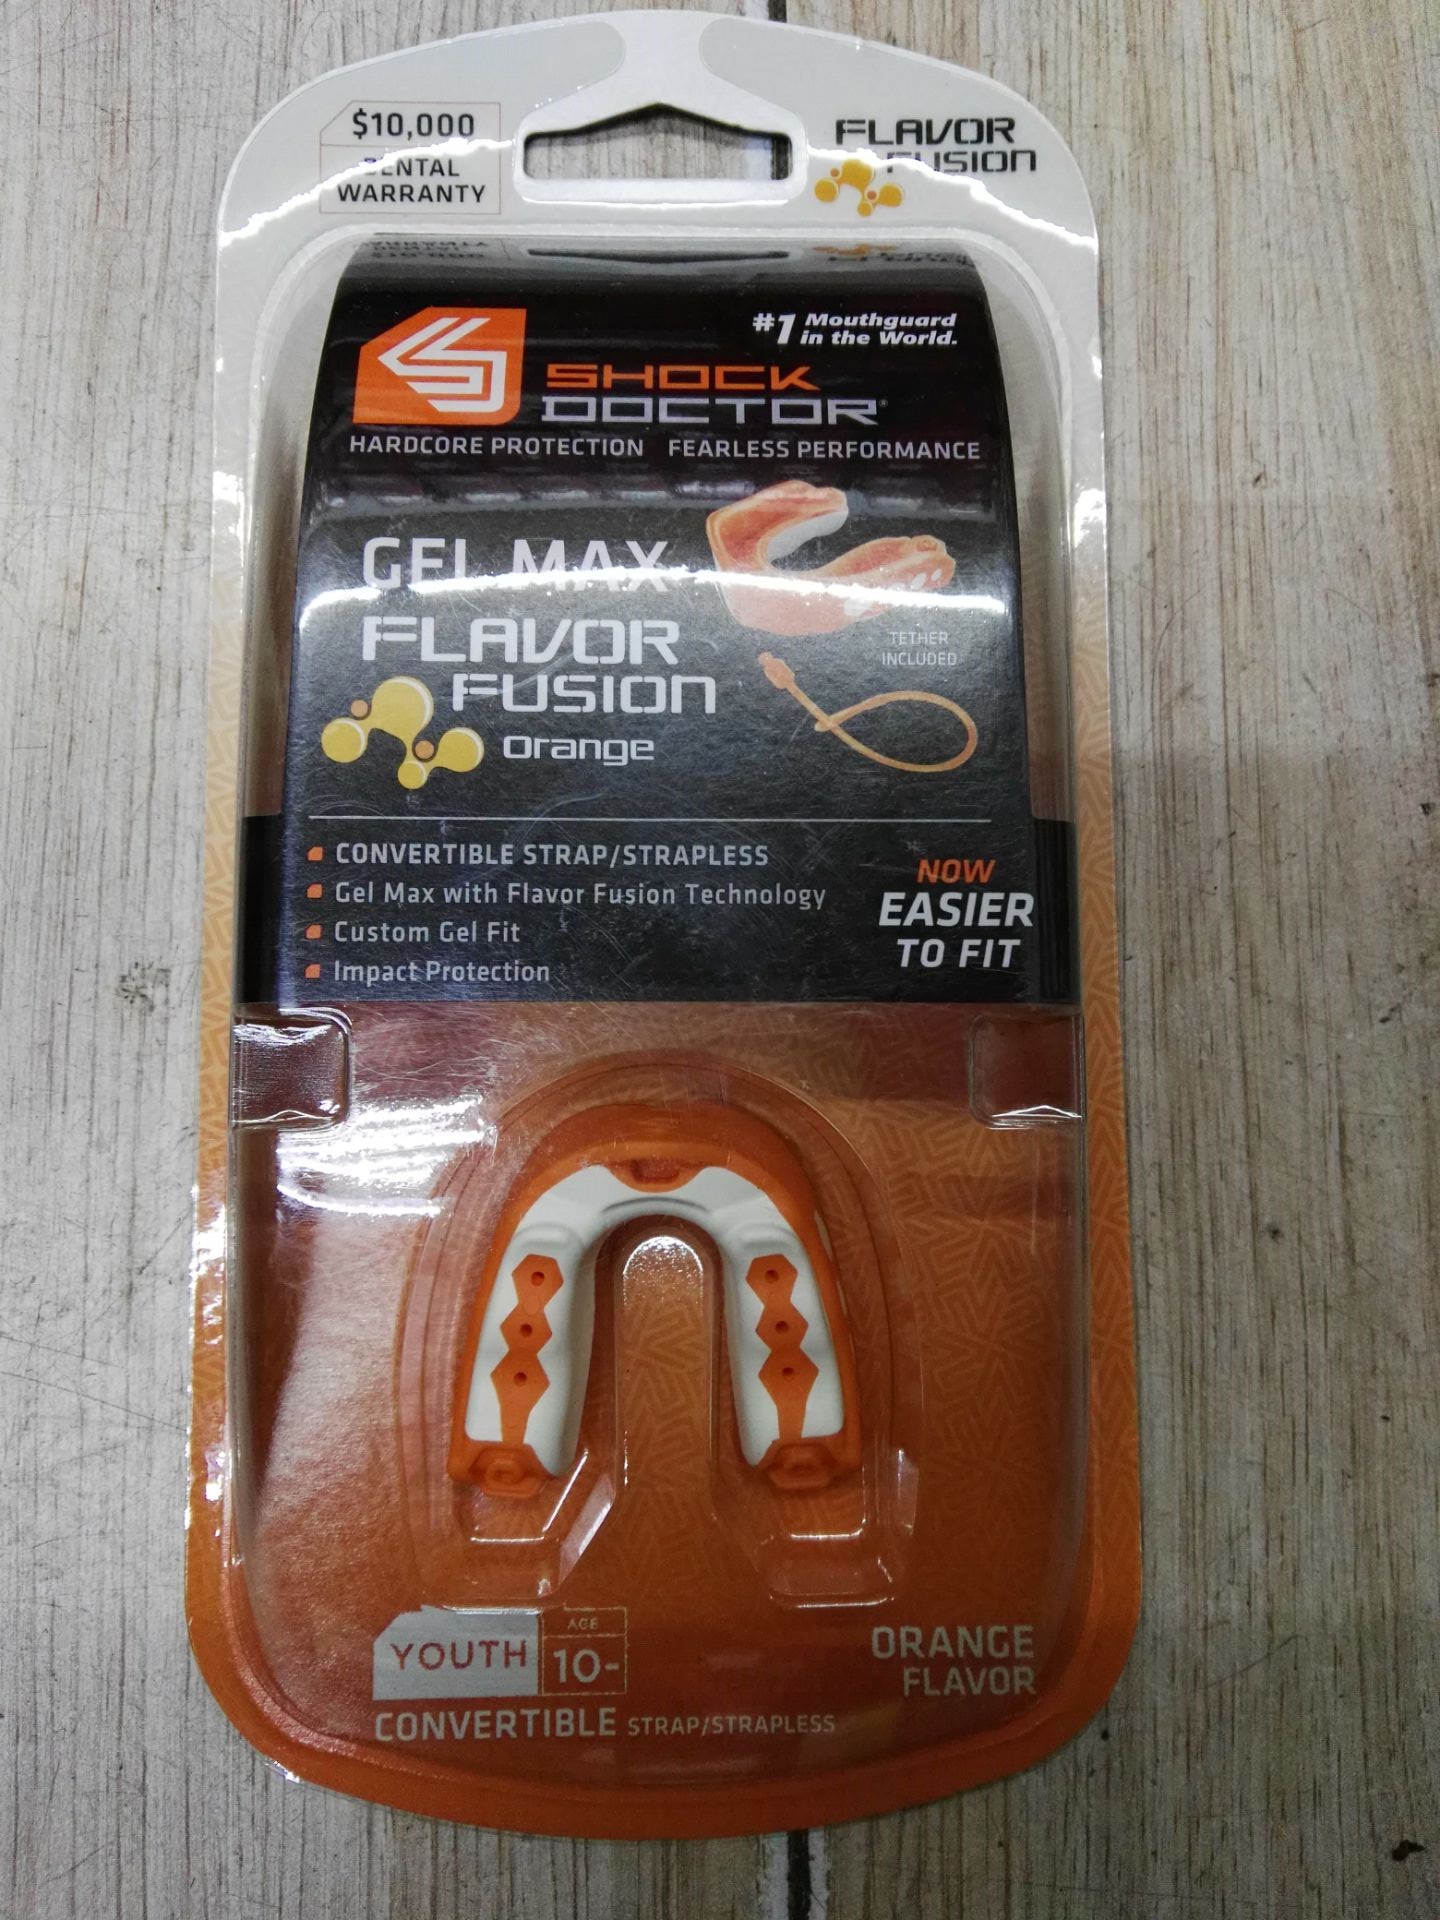 $10,000
DENTAL
WARRANTY
FLAVOR
FUSION
#1 Mouthguard
in the World.
SHOCK
DOCTOR®
HARDCORE PROTECTION FEARLESS PERFORMANCE
GEL MAX
FLAVOR
FUSION
Orange
TETHER
INCLUDED
CONVERTIBLE STRAP/STRAPLESS
Gel Max with Flavor Fusion Technology
Custom Gel Fit
Impact Protection
NOW
EASIER
TO FIT
YOUTH
AGE
10-
CONVERTIBLE STRAP/STRAPLESS
ORANGE
FLAVOR